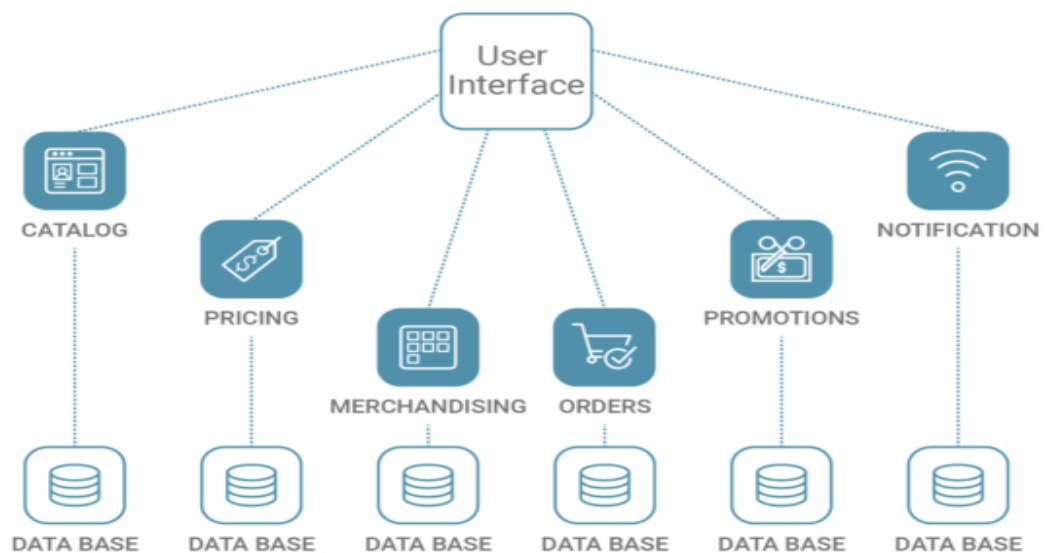 User
Interface
CATALOG
NOTIFICATION
$
PRICING
$
PROMOTIONS
MERCHANDISING
ORDERS
DATA BASE
DATA BASE
DATA BASE
DATA BASE
DATA BASE
DATA BASE